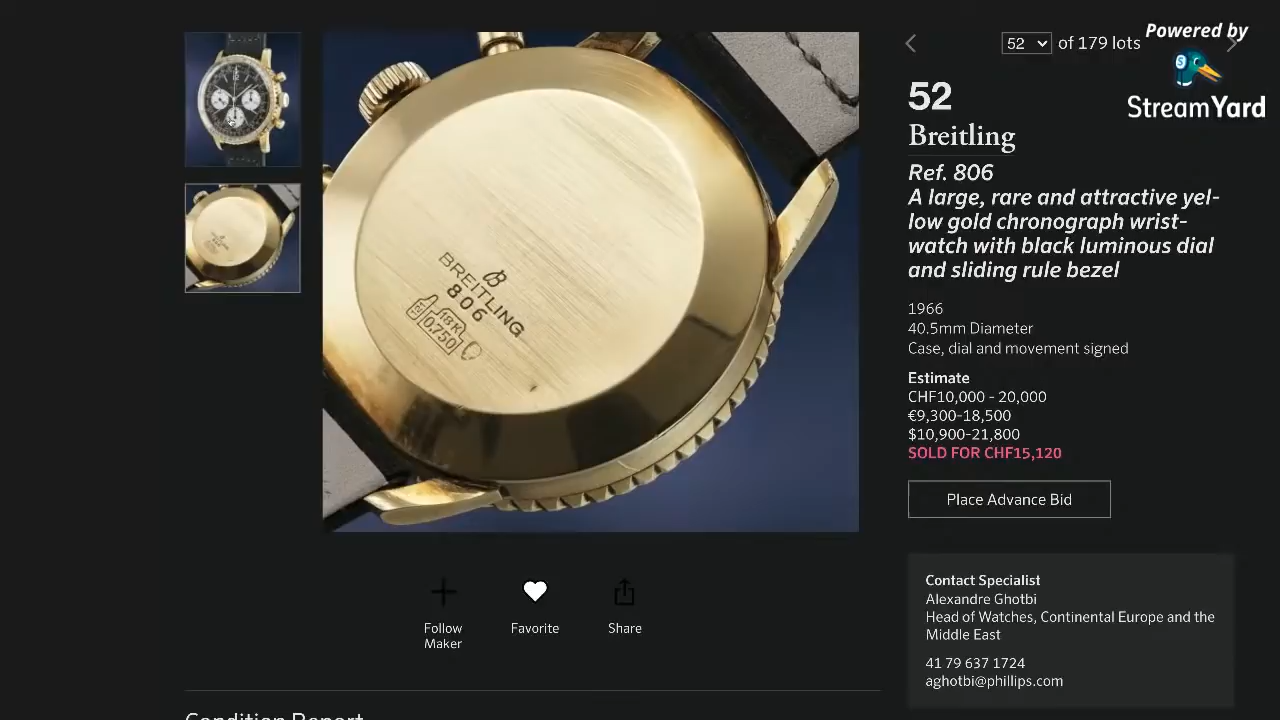 52 of 179 lots
Powered by
StreamYard
52
Breitling
Ref. 806
A large, rare and attractive yel-
low gold chronograph wrist-
watch with black luminous dial
and sliding rule bezel
1966
40.5mm Diameter
Case, dial and movement signed
Estimate
CHF10,000 - 20,000
€9,300-18,500
$10,900-21,800
SOLD FOR CHF15,120
Place Advance Bid
Contact Specialist
Alexandre Ghotbi
Head of Watches, Continental Europe and the
Middle East
41 79 637 1724
aghotbi@phillips.com
BREITLING
806
18K
0.750
Follow
Maker
Favorite
Share
Condition Report